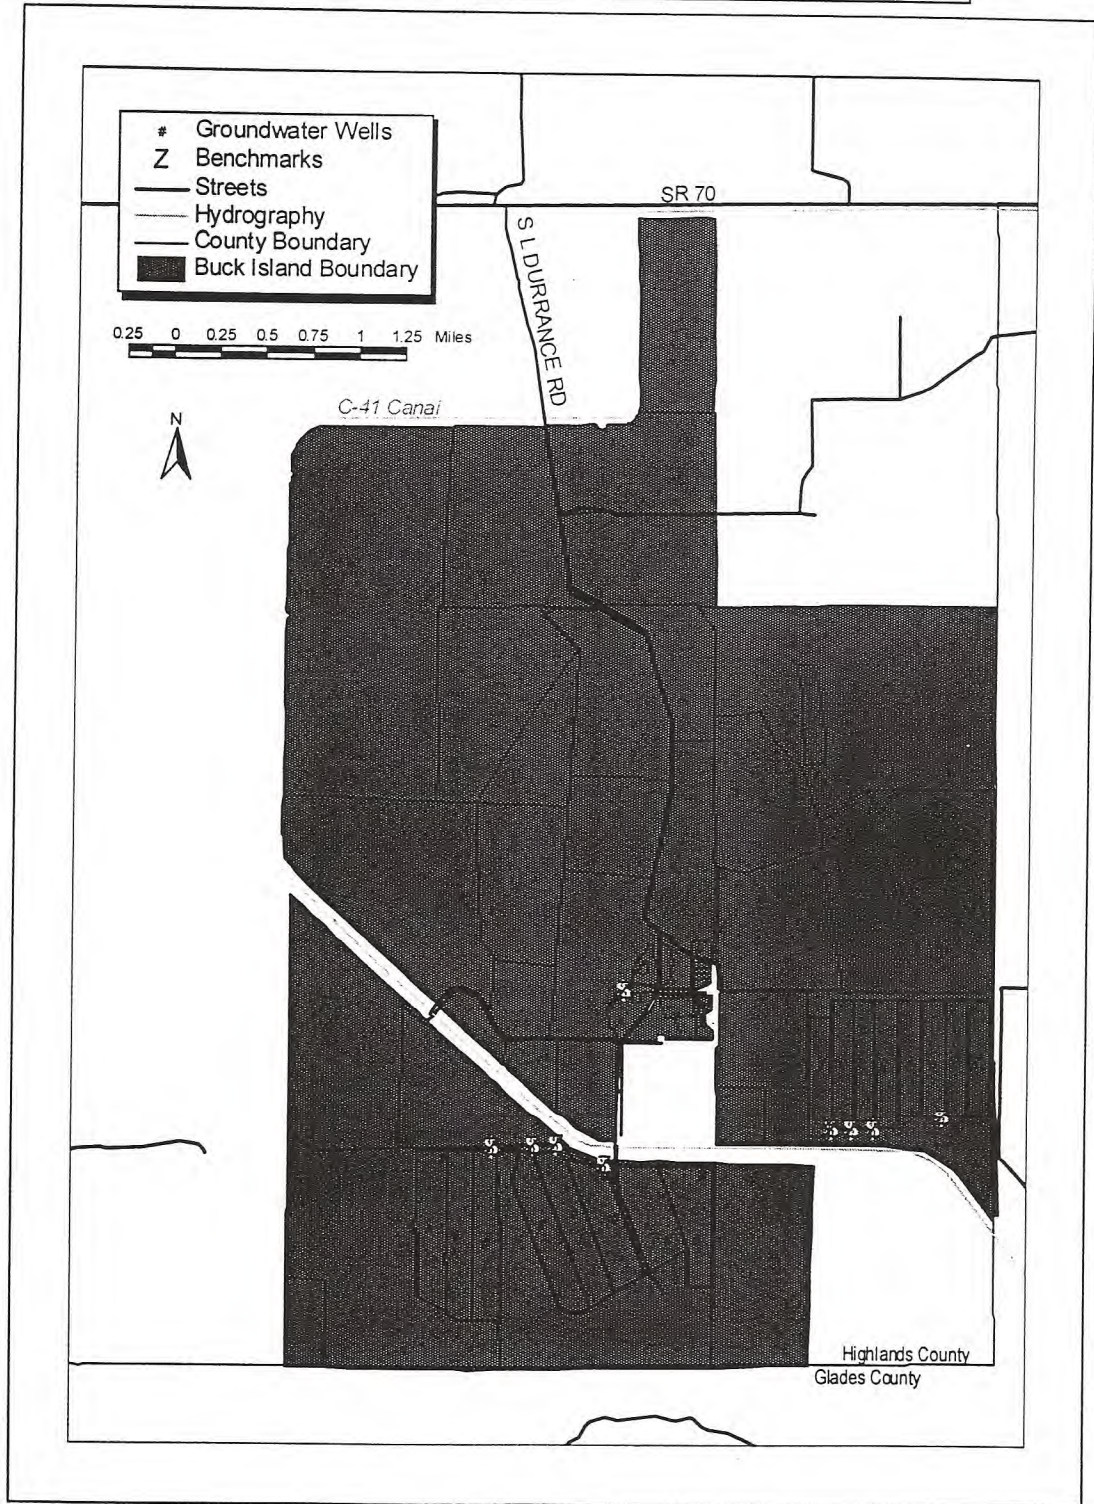 # Groundwater Wells
Z Benchmarks
Streets
Hydrography
County Boundary
Buck Island Boundary
0.25 0 0.25 0.5 0.75 1 1.25 Miles
SR 70
S L DURRANCE RD
C-41 Canal
N
Highlands County
Glades County